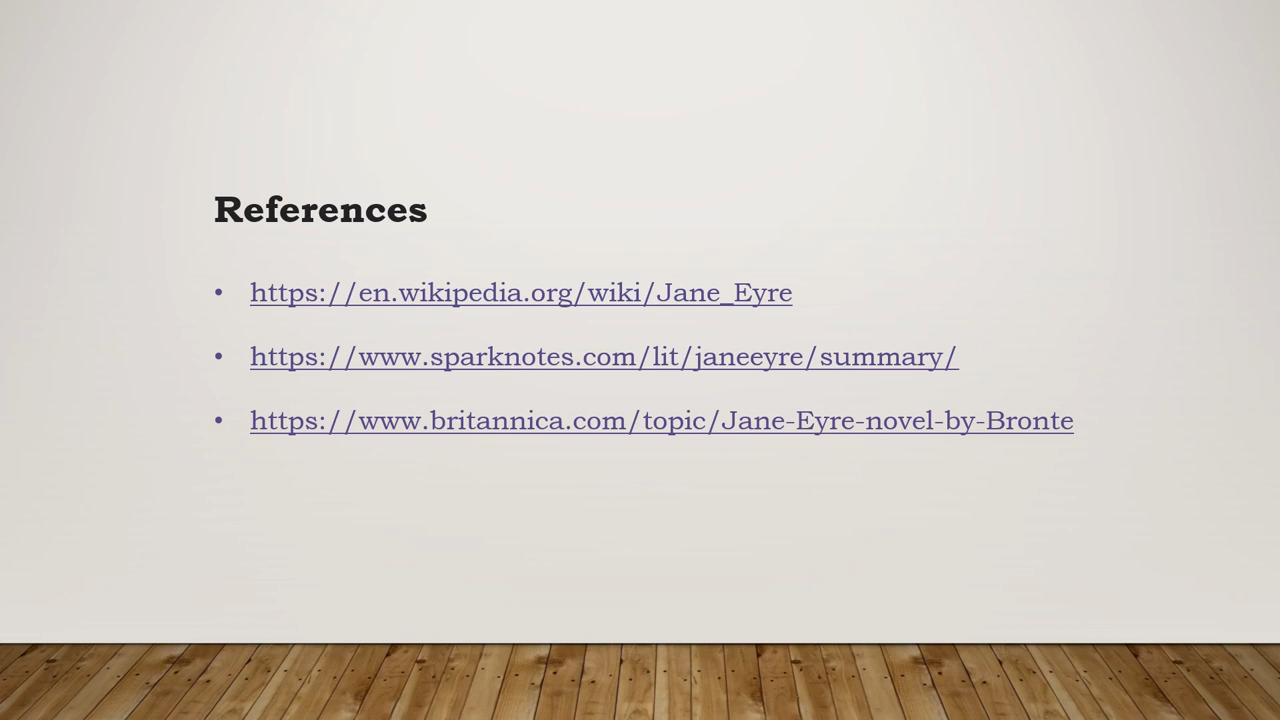 References
• https://en.wikipedia.org/wiki/Jane_Eyre
• https://www.sparknotes.com/lit/janeeyre/summary/
• https://www.britannica.com/topic/Jane-Eyre-novel-by-Bronte